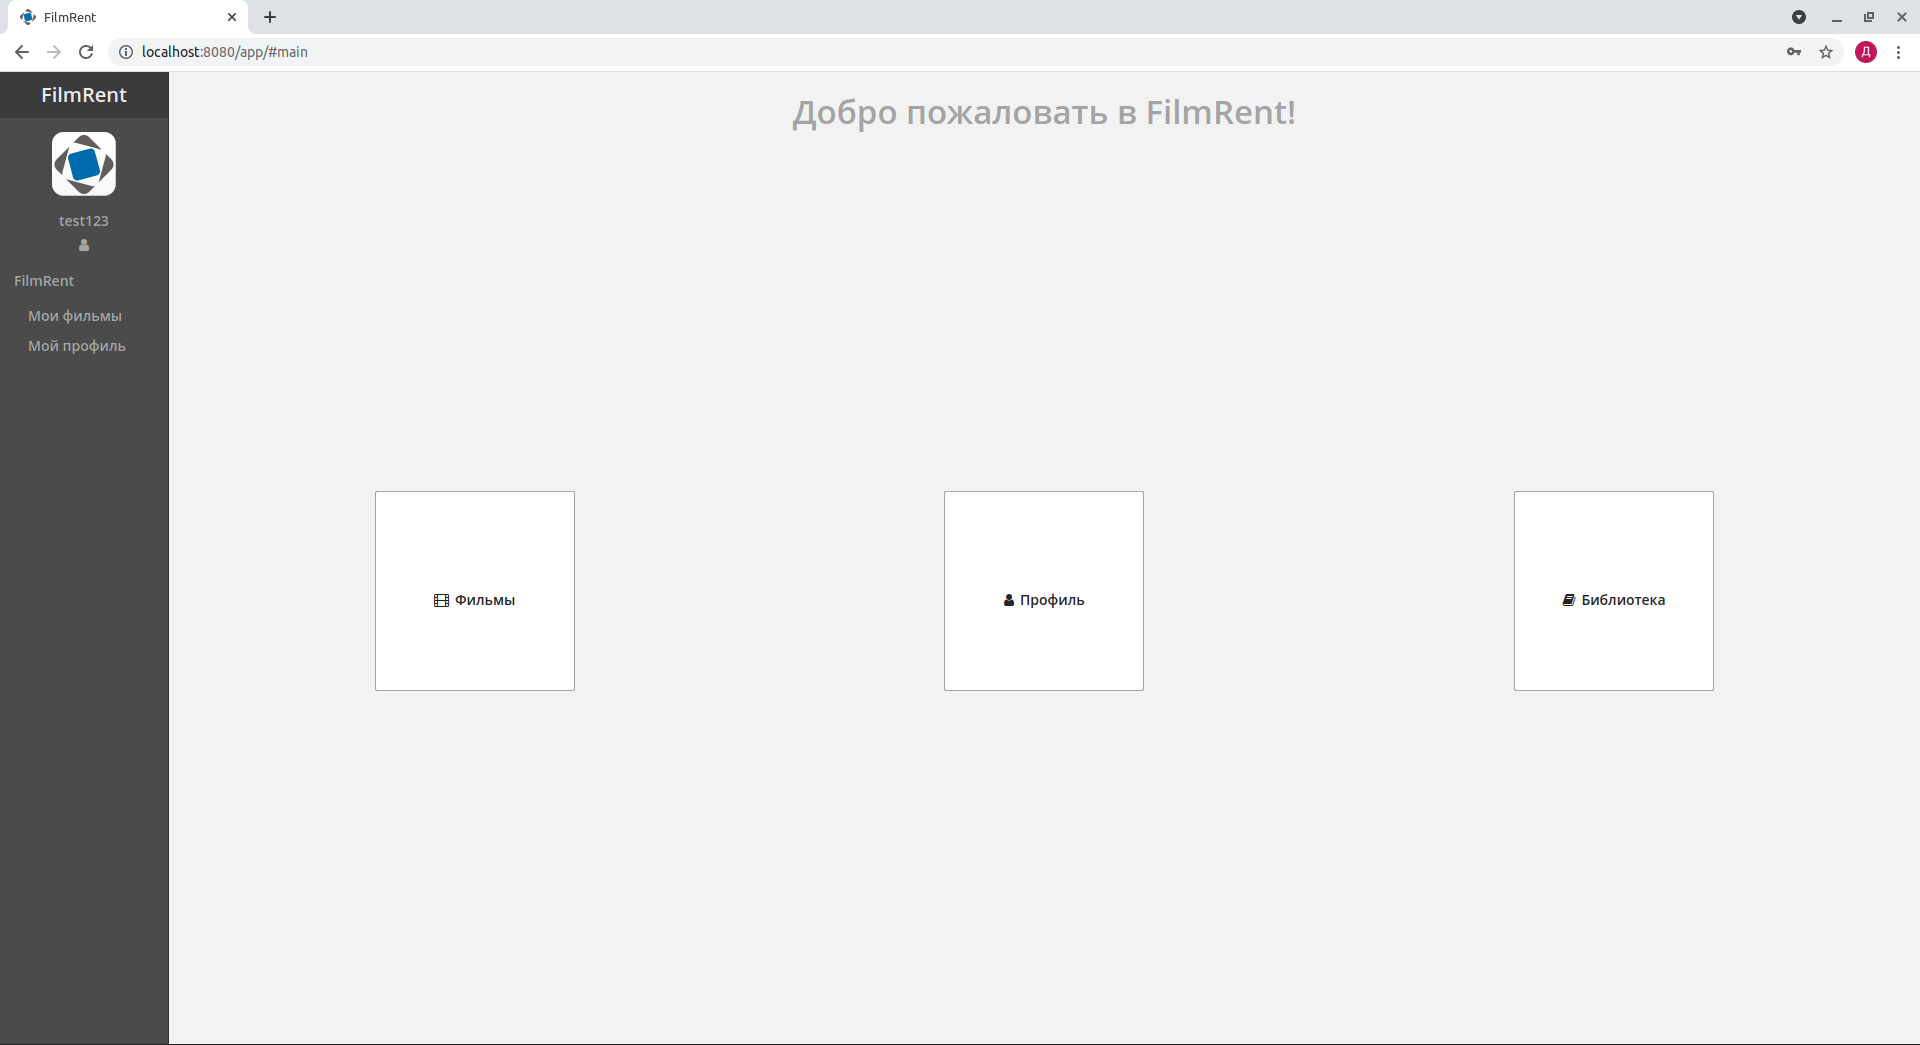 FilmRent
localhost:8080/app/#main
Д
FilmRent
test123
FilmRent
Мои фильмы
Мой профиль
Добро пожаловать в FilmRent!
Фильмы
Профиль
Библиотека